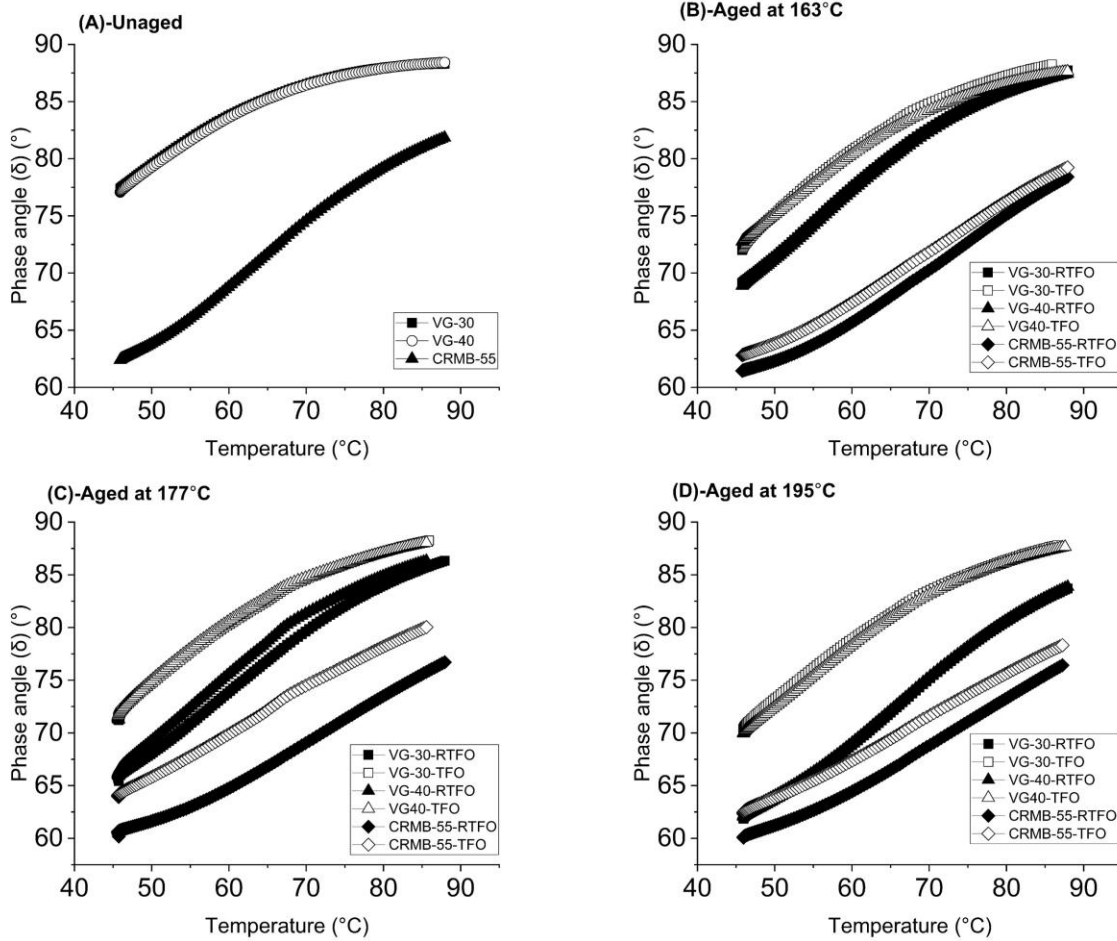 (A)-Unaged
90
85
80
75
70
65
60
Phase angle (δ) (°)
40 50 60 70 80 90
Temperature (°C)
VG-30
VG-40
CRMB-55
(B)-Aged at 163°C
90
85
80
75
70
65
60
Phase angle (δ) (°)
40 50 60 70 80 90
Temperature (°C)
VG-30-RTFO
VG-30-TFO
VG-40-RTFO
VG40-TFO
CRMB-55-RTFO
CRMB-55-TFO
(C)-Aged at 177°C
90
85
80
75
70
65
60
Phase angle (δ) (°)
40 50 60 70 80 90
Temperature (°C)
VG-30-RTFO
VG-30-TFO
VG-40-RTFO
VG40-TFO
CRMB-55-RTFO
CRMB-55-TFO
(D)-Aged at 195°C
90
85
80
75
70
65
60
Phase angle (δ) (°)
40 50 60 70 80 90
Temperature (°C)
VG-30-RTFO
VG-30-TFO
VG-40-RTFO
VG40-TFO
CRMB-55-RTFO
CRMB-55-TFO